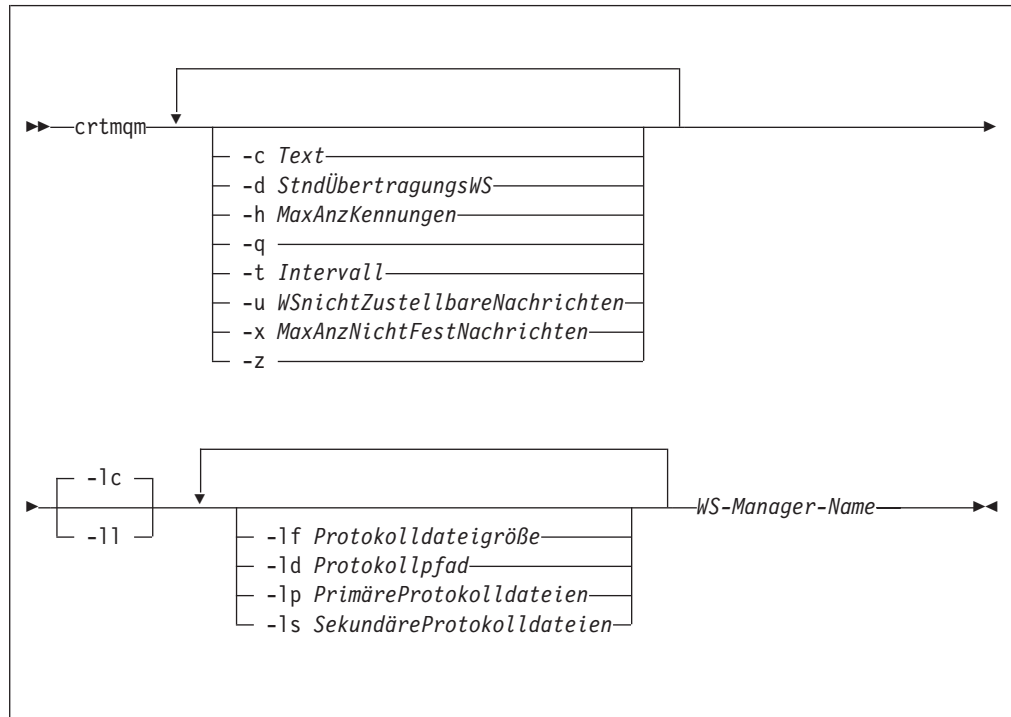 crtmqm
-c Text
-d StndÜbertragungsWS
-h MaxAnzKennungen
-q
-t Intervall
-u WSnichtZustellbareNachrichten
-x MaxAnzNichtFestNachrichten
-z
-lc
-ll
-lf Protokolldateigröße
-ld Protokollpfad
-lp PrimäreProtokolldateien
-ls SekundäreProtokolldateien
WS-Manager-Name